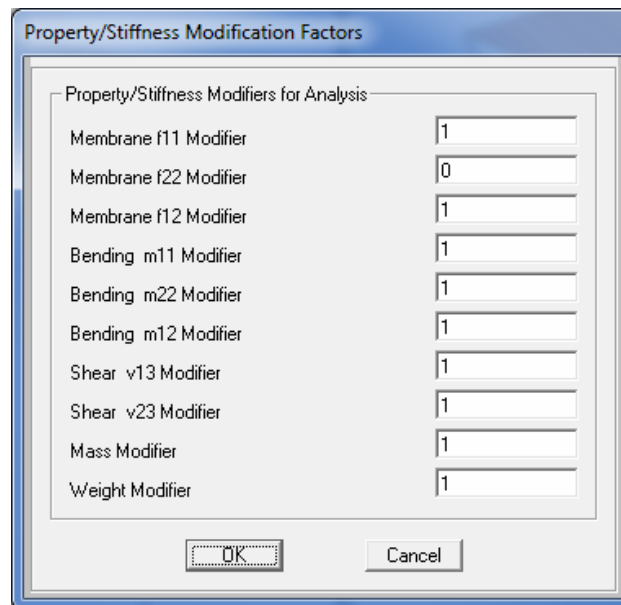 Property/Stiffness Modification Factors
Property/Stiffness Modifiers for Analysis
Membrane f11 Modifier 1
Membrane f22 Modifier 0
Membrane f12 Modifier 1
Bending m11 Modifier 1
Bending m22 Modifier 1
Bending m12 Modifier 1
Shear v13 Modifier 1
Shear v23 Modifier 1
Mass Modifier 1
Weight Modifier 1
OK Cancel